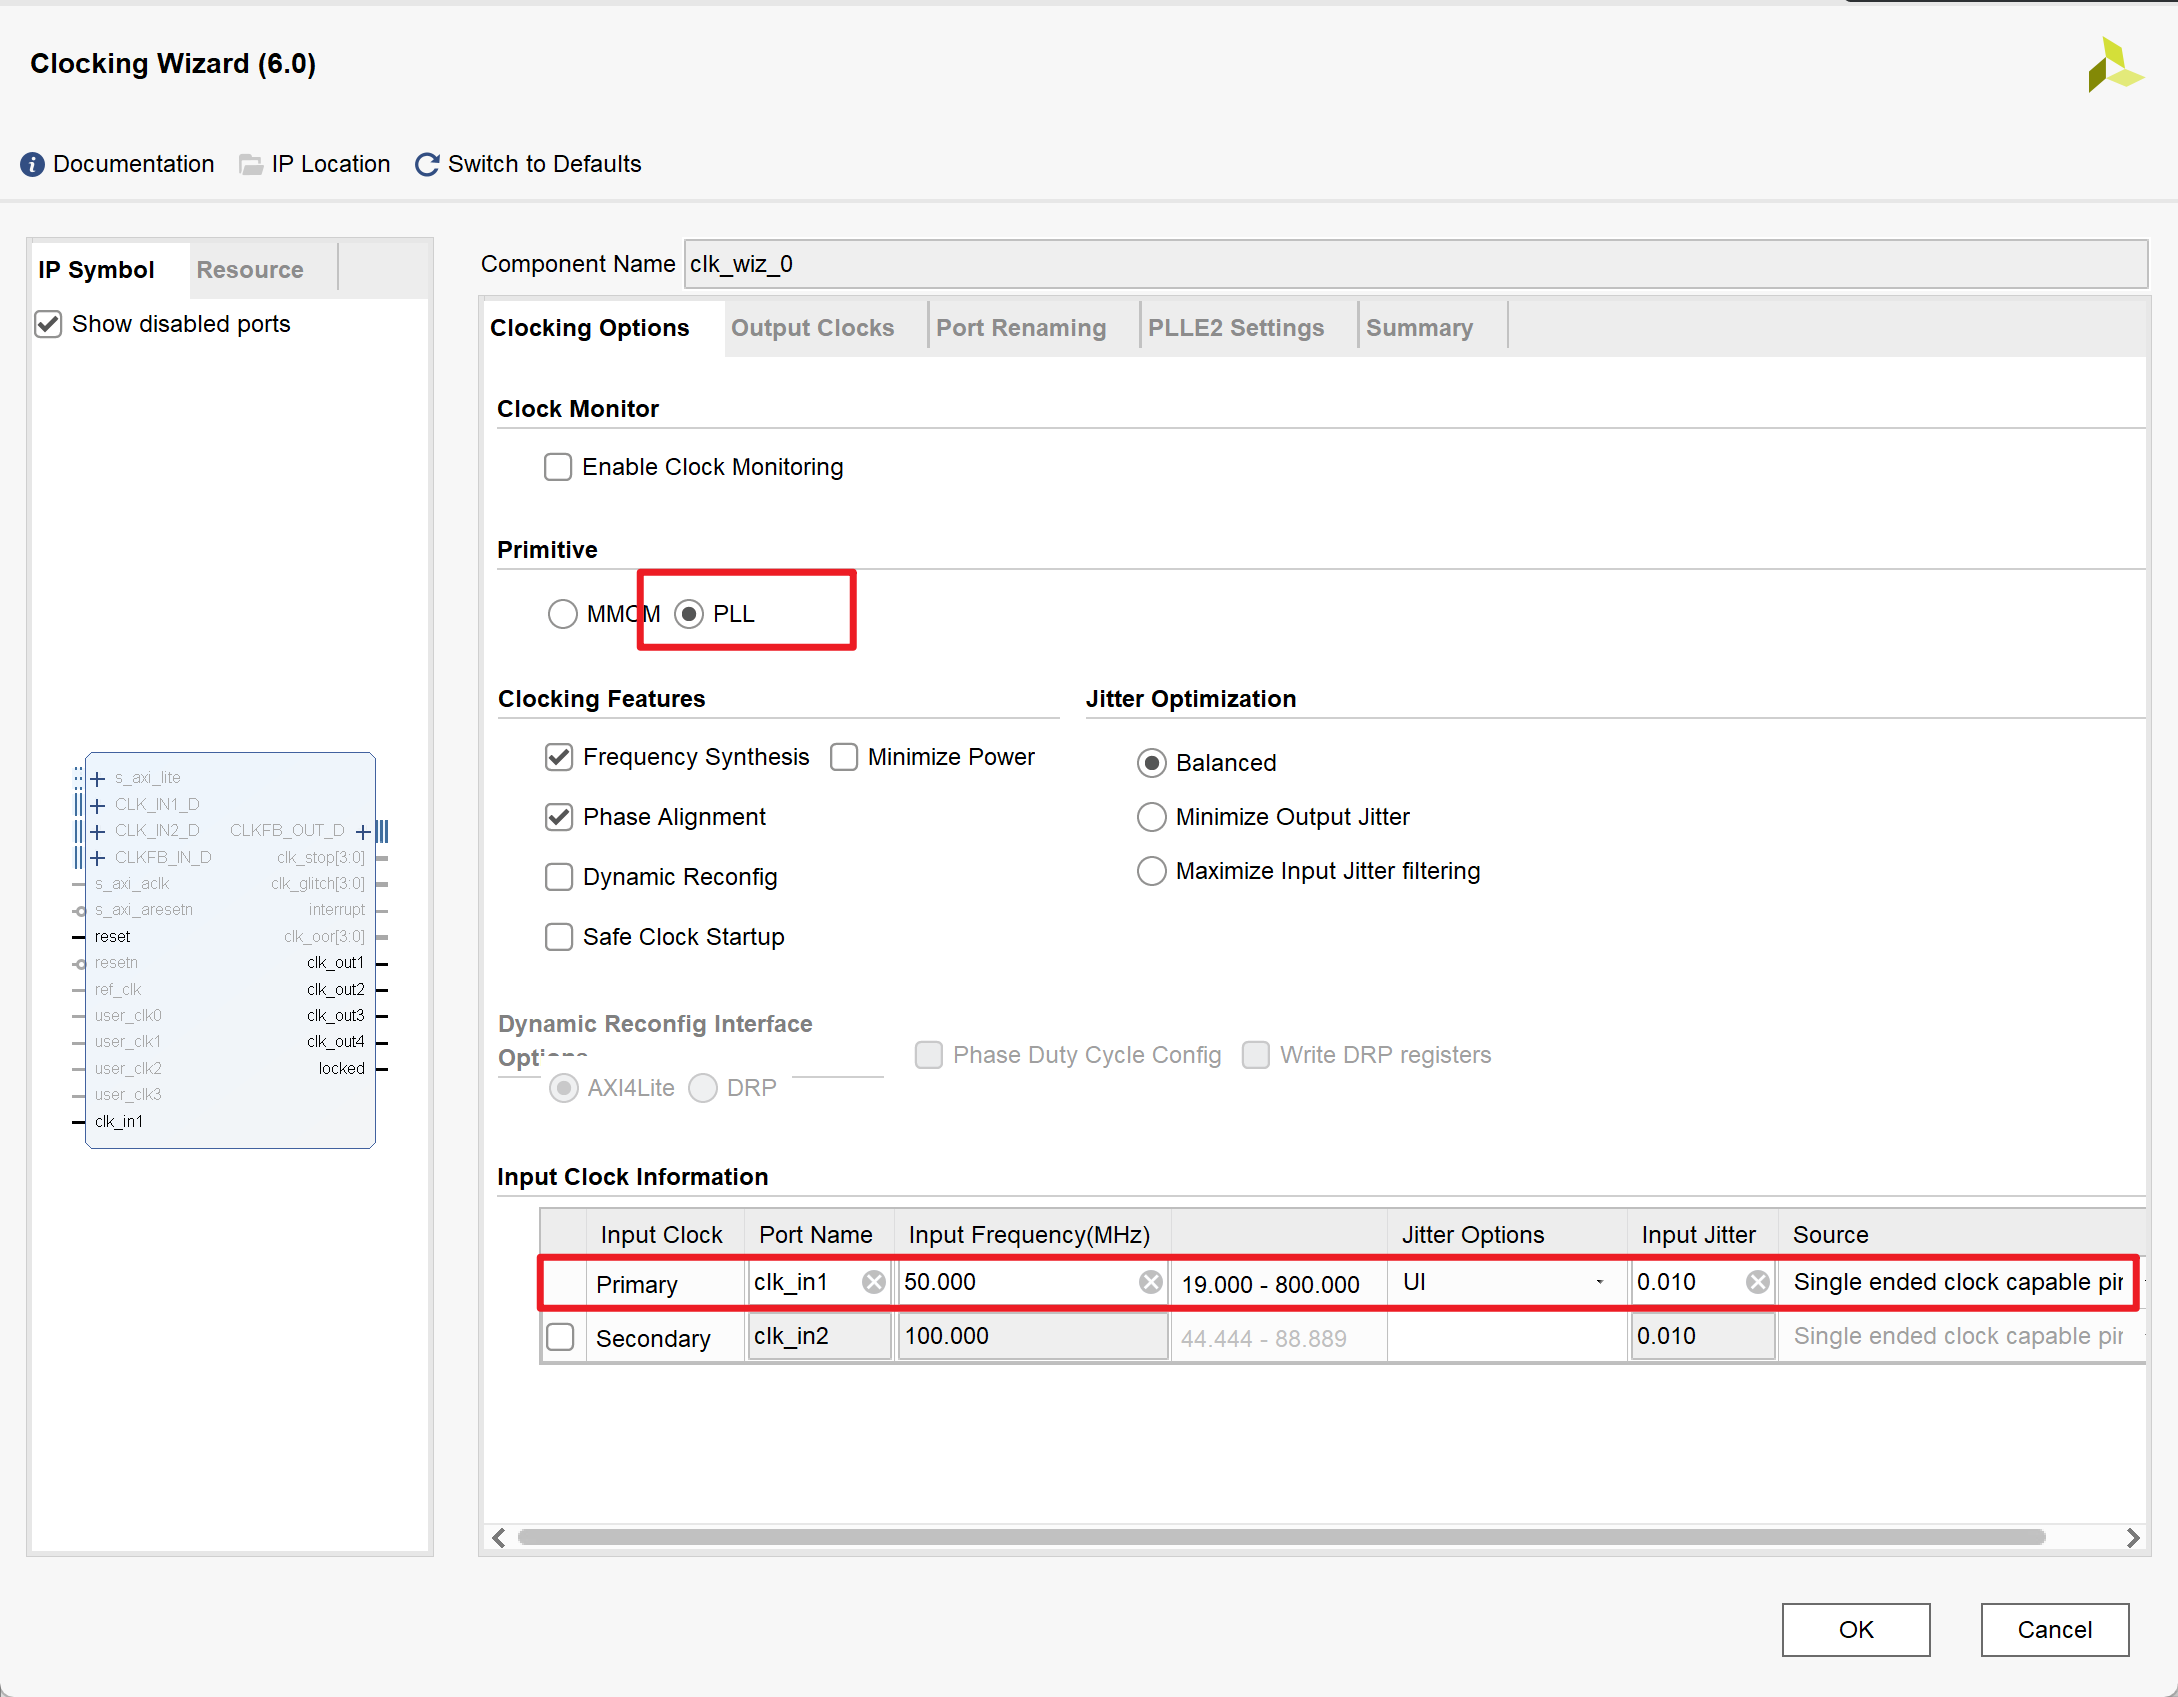 Clocking Wizard (6.0)
Documentation IP Location Switch to Defaults
IP Symbol Resource
Show disabled ports
s_axi_lite
CLK_IN1_D
CLK_IN2_D CLKFB_OUT_D
CLKFB_IN_D clk_stop[3:0]
s_axi_aclk clk_glitch[3:0]
s_axi_aresetn interrupt
reset clk_oor[3:0]
resetn clk_out1
ref_clk clk_out2
user_clk0 clk_out3
user_clk1 clk_out4
user_clk2 locked
user_clk3
clk_in1
Component Name clk_wiz_0
Clocking Options Output Clocks Port Renaming PLLE2 Settings Summary
Clock Monitor
Enable Clock Monitoring
Primitive
MMCM PLL
Clocking Features Jitter Optimization
Frequency Synthesis Minimize Power Balanced
Phase Alignment Minimize Output Jitter
Dynamic Reconfig Maximize Input Jitter filtering
Safe Clock Startup
Dynamic Reconfig Interface
Options Phase Duty Cycle Config Write DRP registers
AXI4Lite DRP
Input Clock Information
Input Clock Port Name Input Frequency(MHz) Jitter Options Input Jitter Source
Primary clk_in1 50.000 19.000 - 800.000 UI 0.010 Single ended clock capable pin
Secondary clk_in2 100.000 44.444 - 88.889 0.010 Single ended clock capable pin
OK Cancel